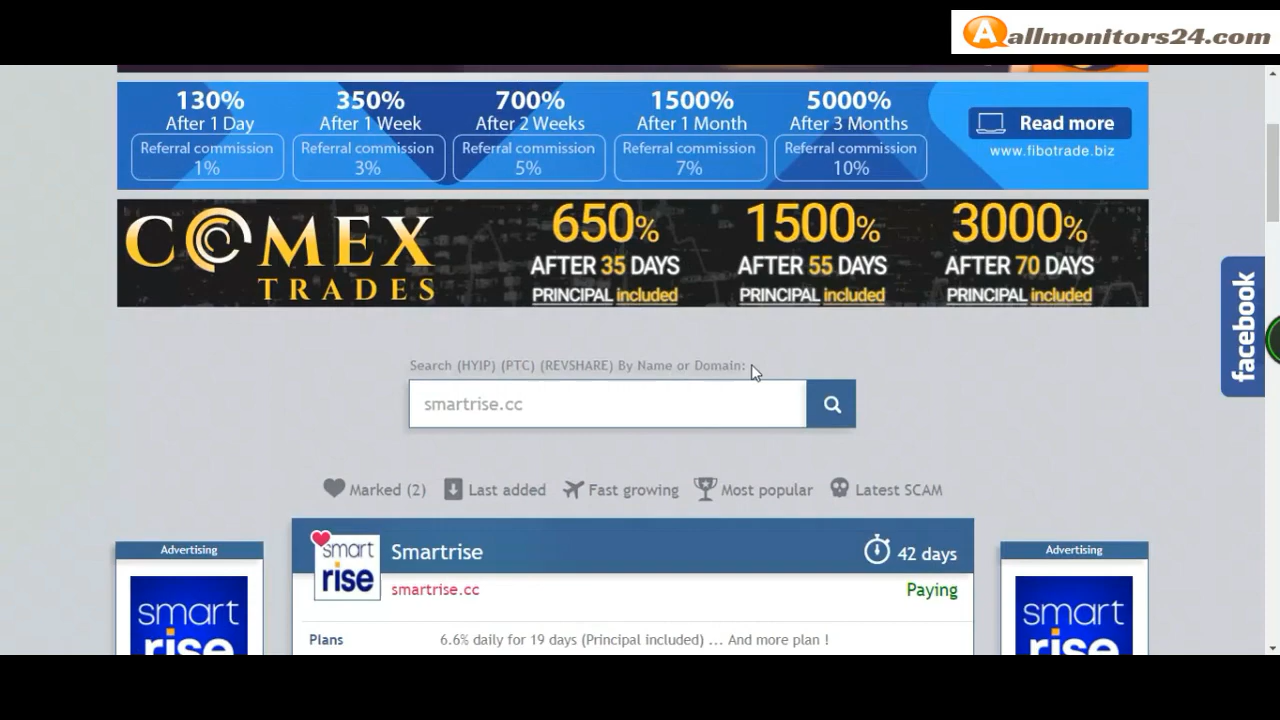 allmonitors24.com
130% 350% 700% 1500% 5000%
After 1 Day After 1 Week After 2 Weeks After 1 Month After 3 Months Read more
Referral commission Referral commission Referral commission Referral commission Referral commission www.fibotrade.biz
1% 3% 5% 7% 10%
COMEX 650% 1500% 3000%
TRADES AFTER 35 DAYS AFTER 55 DAYS AFTER 70 DAYS
PRINCIPAL included PRINCIPAL included PRINCIPAL included
facebook
Search (HYIP) (PTC) (REVSHARE) By Name or Domain:
smartrise.cc
Marked (2) Last added Fast growing Most popular Latest SCAM
Advertising
smart
rise
smart
rise
Smartrise 42 days
smartrise.cc Paying
Plans 6.6% daily for 19 days (Principal included) ... And more plan !
Advertising
smart
rise